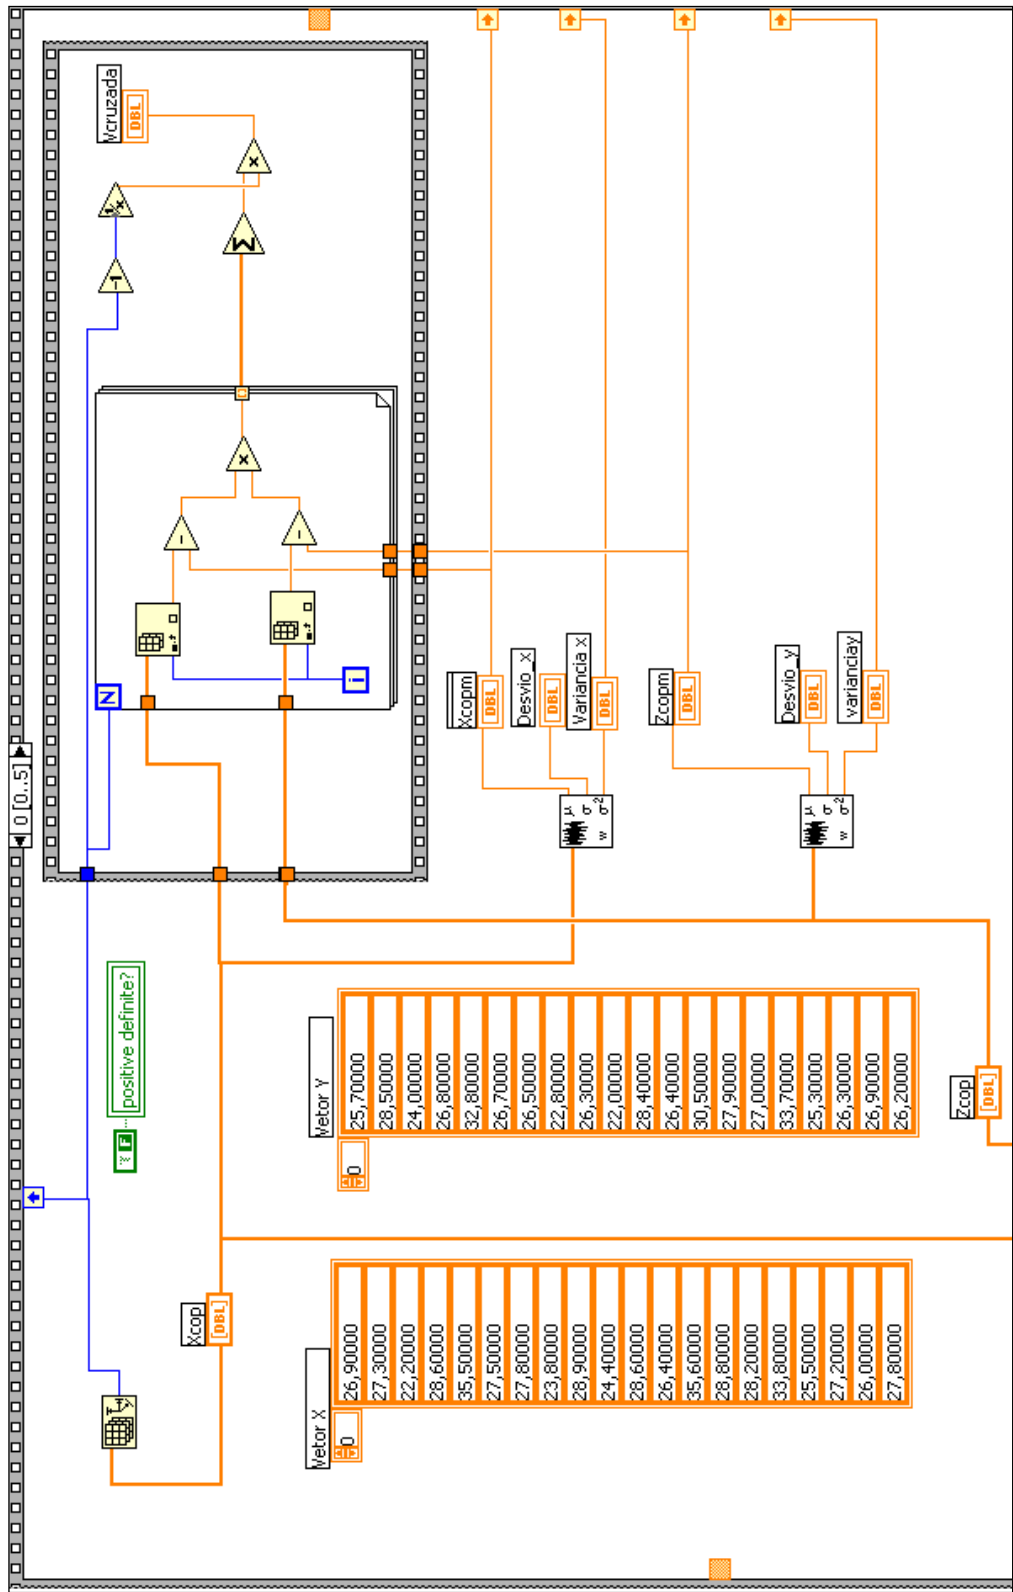 0 [0..5]
N
-1
1/x
Vcruzada
DBL
F
positive definite?
i
-
x
Σ
x
-
Xcop
[DBL]
Vetor X
0
26,90000
27,30000
22,20000
28,60000
35,50000
27,50000
27,80000
23,80000
28,90000
24,40000
28,60000
26,40000
35,60000
28,80000
28,20000
33,80000
25,50000
27,20000
26,00000
27,80000
Vetor Y
0
25,70000
28,50000
24,00000
26,80000
32,80000
26,70000
26,50000
22,80000
26,30000
22,00000
28,40000
26,40000
30,50000
27,90000
27,00000
33,70000
25,30000
26,30000
26,90000
26,20000
Xcopm
DBL
Desvio_x
DBL
Variancia x
DBL
μ
σ
w σ²
Zcopm
DBL
Desvio_y
DBL
varianciay
DBL
μ
σ
w σ²
Zcop
[DBL]